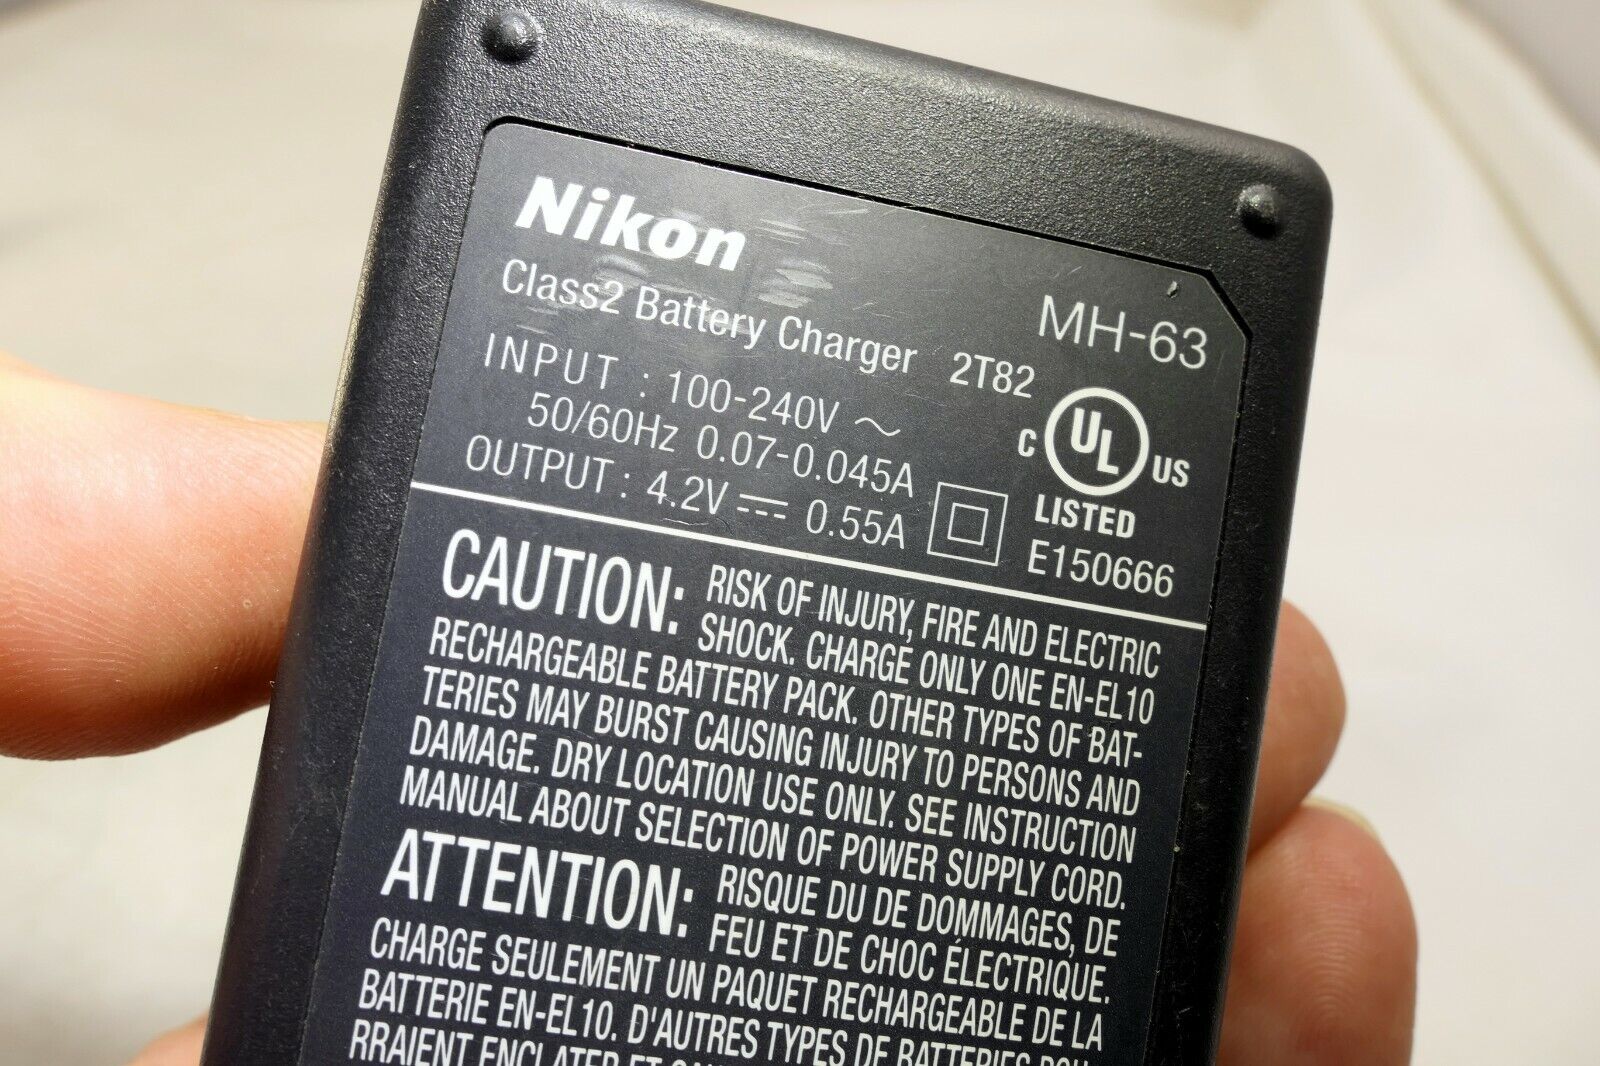 Nikon
MH-63
Class2 Battery Charger 2T82
INPUT : 100-240V ~
50/60Hz 0.07-0.045A
OUTPUT : 4.2V ⎓ 0.55A
C UL US
LISTED
E150666
CAUTION: RISK OF INJURY, FIRE AND ELECTRIC
SHOCK. CHARGE ONLY ONE EN-EL10
RECHARGEABLE BATTERY PACK. OTHER TYPES OF BAT-
TERIES MAY BURST CAUSING INJURY TO PERSONS AND
DAMAGE. DRY LOCATION USE ONLY. SEE INSTRUCTION
MANUAL ABOUT SELECTION OF POWER SUPPLY CORD.
ATTENTION: RISQUE DU DE DOMMAGES, DE
FEU ET DE CHOC ÉLECTRIQUE.
CHARGE SEULEMENT UN PAQUET RECHARGEABLE DE LA
BATTERIE EN-EL10. D'AUTRES TYPES DE BATTERIES POU-
RRAIENT ENCLATER ET